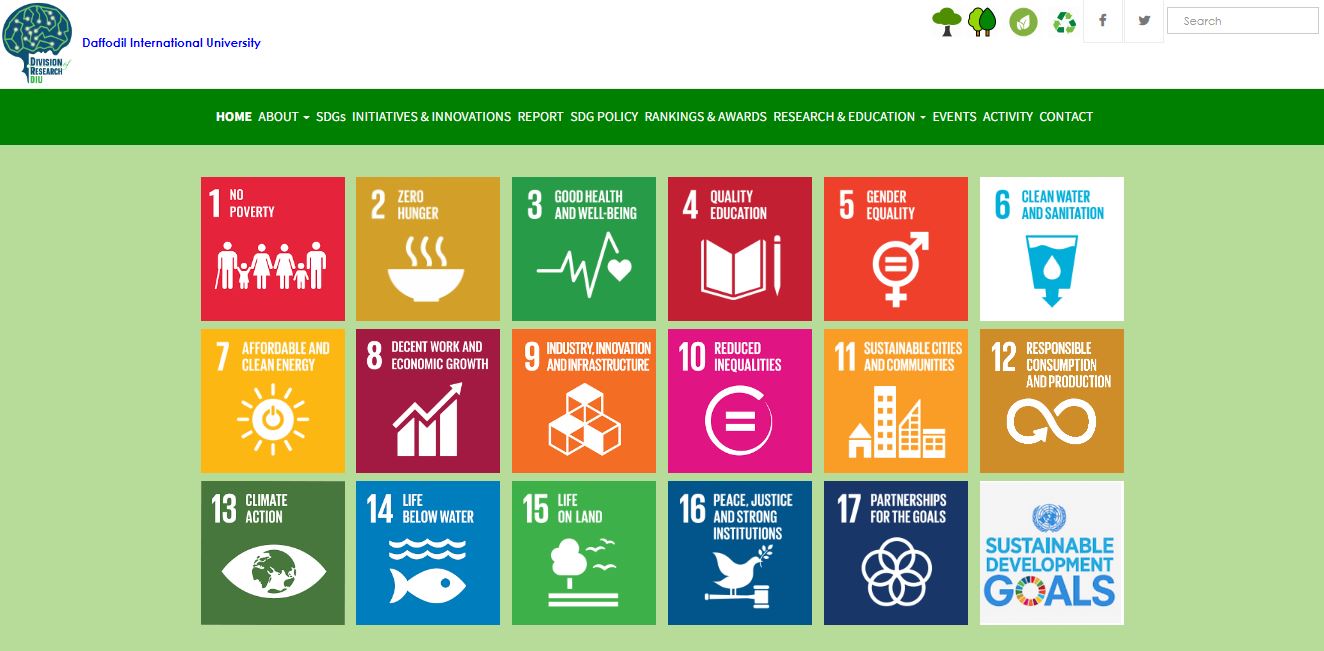 DIVISION of
RESEARCH
DIU
Daffodil International University
Search
HOME ABOUT SDGs INITIATIVES & INNOVATIONS REPORT SDG POLICY RANKINGS & AWARDS RESEARCH & EDUCATION EVENTS ACTIVITY CONTACT
1 NO
POVERTY
2 ZERO
HUNGER
3 GOOD HEALTH
AND WELL-BEING
4 QUALITY
EDUCATION
5 GENDER
EQUALITY
6 CLEAN WATER
AND SANITATION
7 AFFORDABLE AND
CLEAN ENERGY
8 DECENT WORK AND
ECONOMIC GROWTH
9 INDUSTRY, INNOVATION
AND INFRASTRUCTURE
10 REDUCED
INEQUALITIES
11 SUSTAINABLE CITIES
AND COMMUNITIES
12 RESPONSIBLE
CONSUMPTION
AND PRODUCTION
13 CLIMATE
ACTION
14 LIFE
BELOW WATER
15 LIFE
ON LAND
16 PEACE, JUSTICE
AND STRONG
INSTITUTIONS
17 PARTNERSHIPS
FOR THE GOALS
SUSTAINABLE
DEVELOPMENT
GOALS